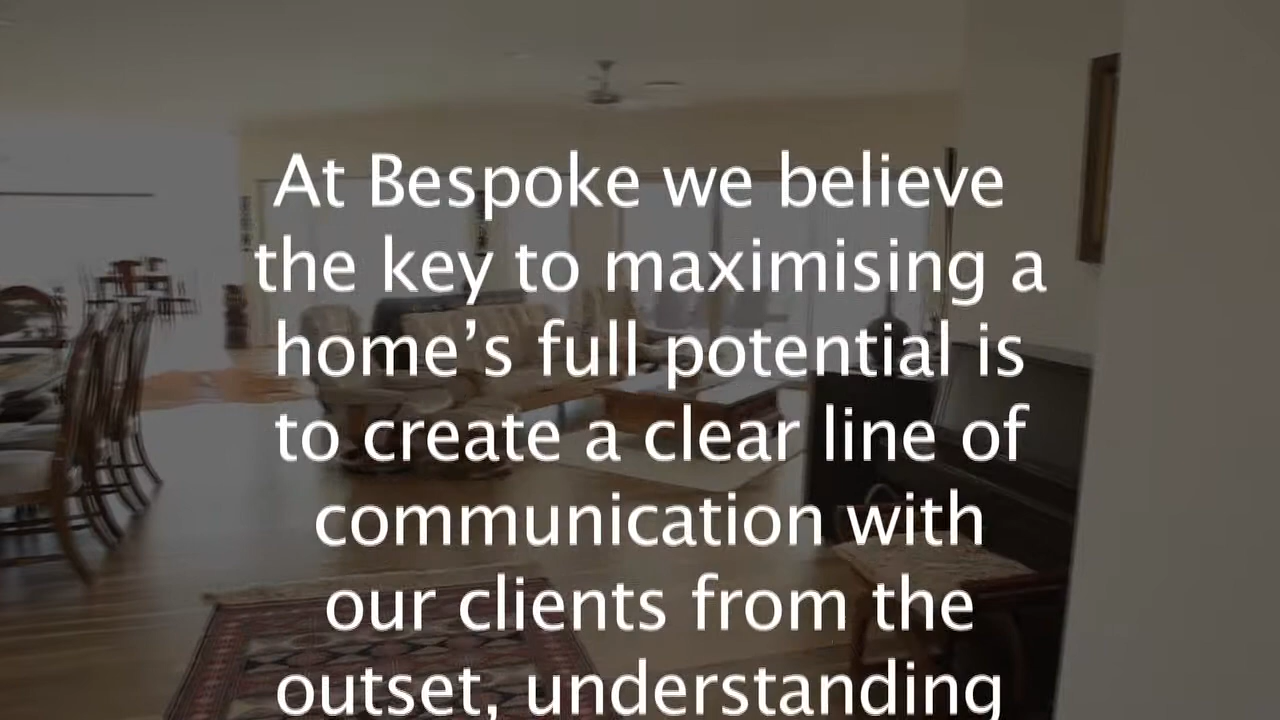 At Bespoke we believe
the key to maximising a
home’s full potential is
to create a clear line of
communication with
our clients from the
outset, understanding